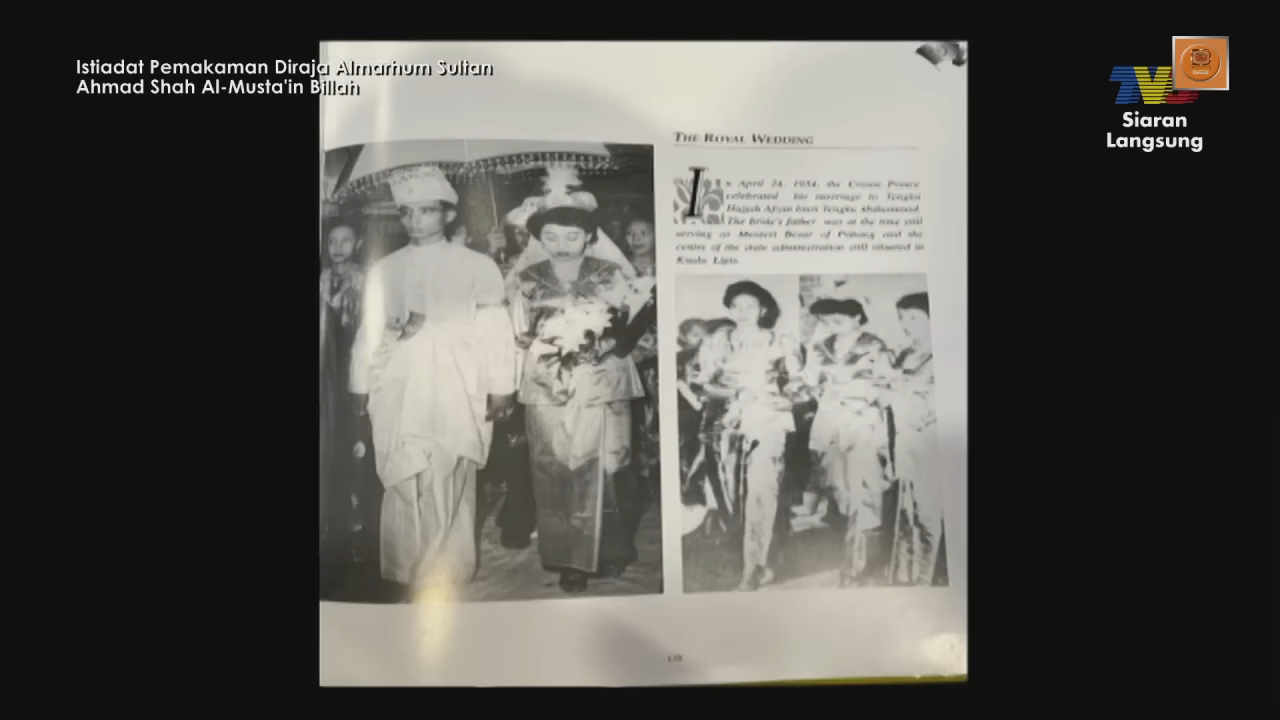 Istiadat Pemakaman Diraja Almarhum Sultan
Ahmad Shah Al-Musta'in Billah
TV3
Siaran
Langsung
THE ROYAL WEDDING
In April 24, 1954, the Crown Prince
celebrated his marriage to Tengku
Hajjah Afzan binti Tengku Muhammad.
The bride's father was at the time still
serving as Menteri Besar of Pahang and the
centre of the state administration still situated in
Kuala Lipis.